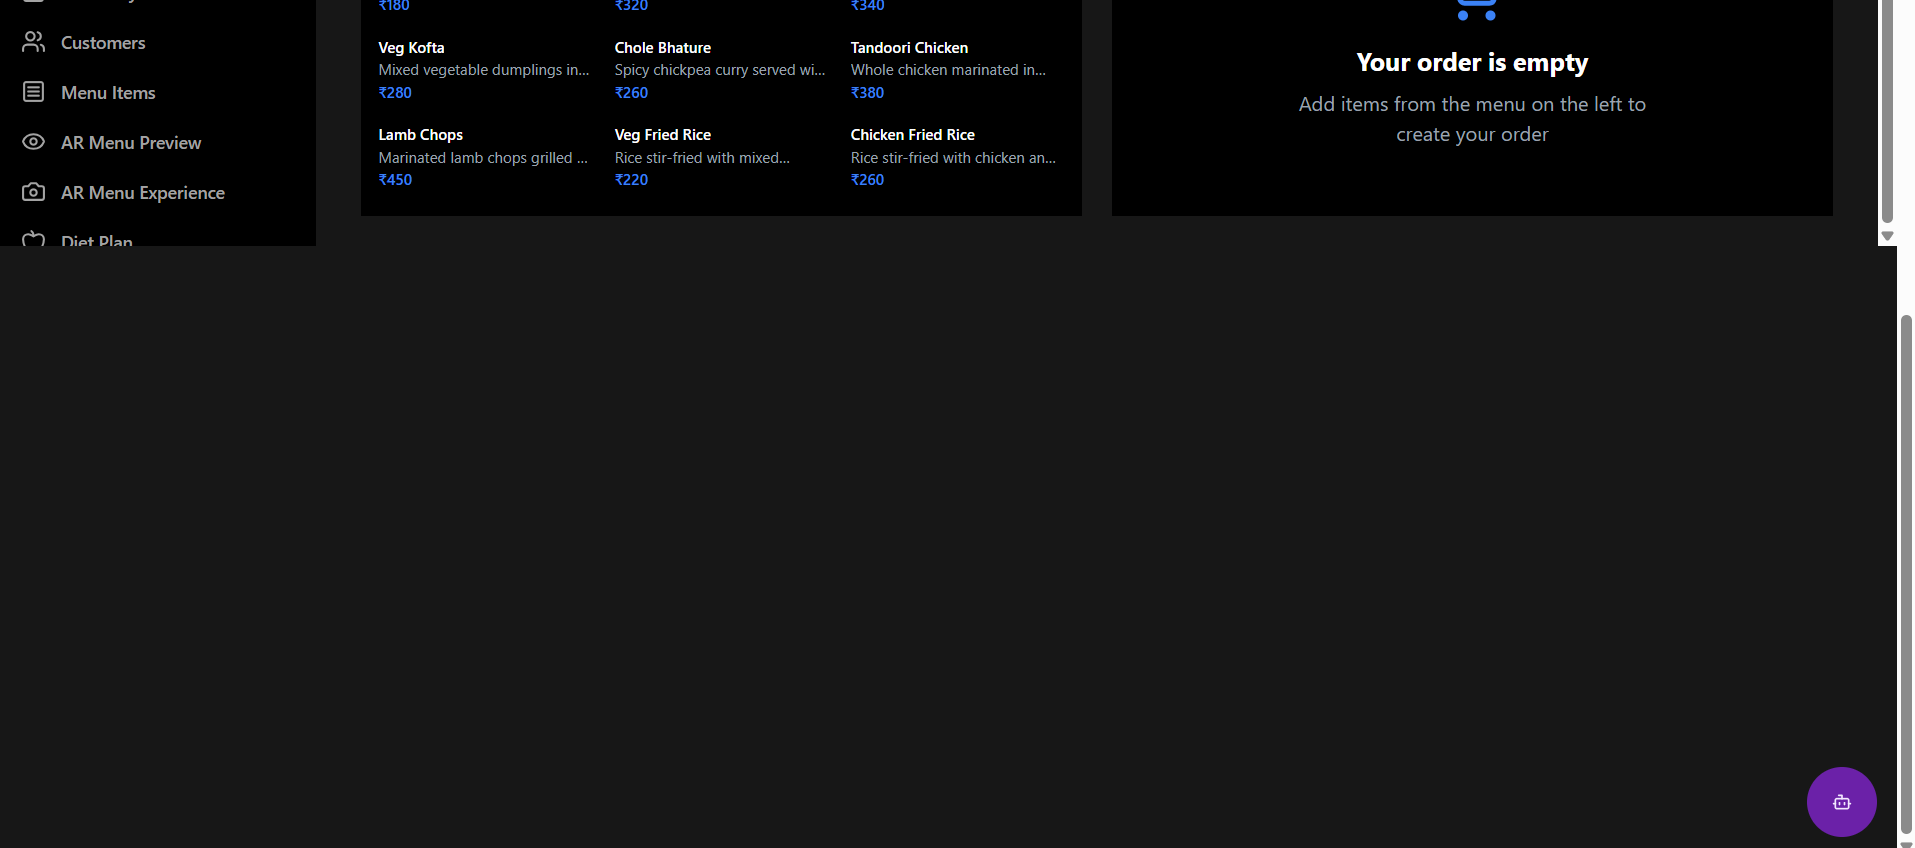 Customers
Menu Items
AR Menu Preview
AR Menu Experience
Diet Plan
₹180
₹320
₹340
Veg Kofta
Mixed vegetable dumplings in...
₹280
Chole Bhature
Spicy chickpea curry served wi...
₹260
Tandoori Chicken
Whole chicken marinated in...
₹380
Lamb Chops
Marinated lamb chops grilled ...
₹450
Veg Fried Rice
Rice stir-fried with mixed...
₹220
Chicken Fried Rice
Rice stir-fried with chicken an...
₹260
Your order is empty
Add items from the menu on the left to
create your order